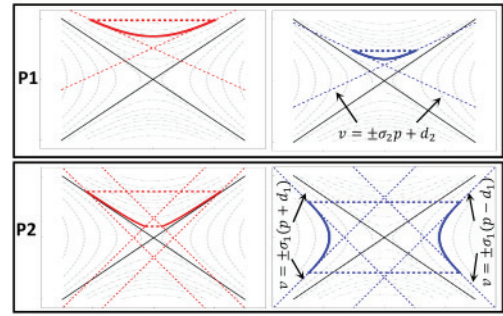 P1
v = ±σ₂p + d₂
P2
v = ±σ₁(p + d₁)
v = ±σ₁(p − d₁)